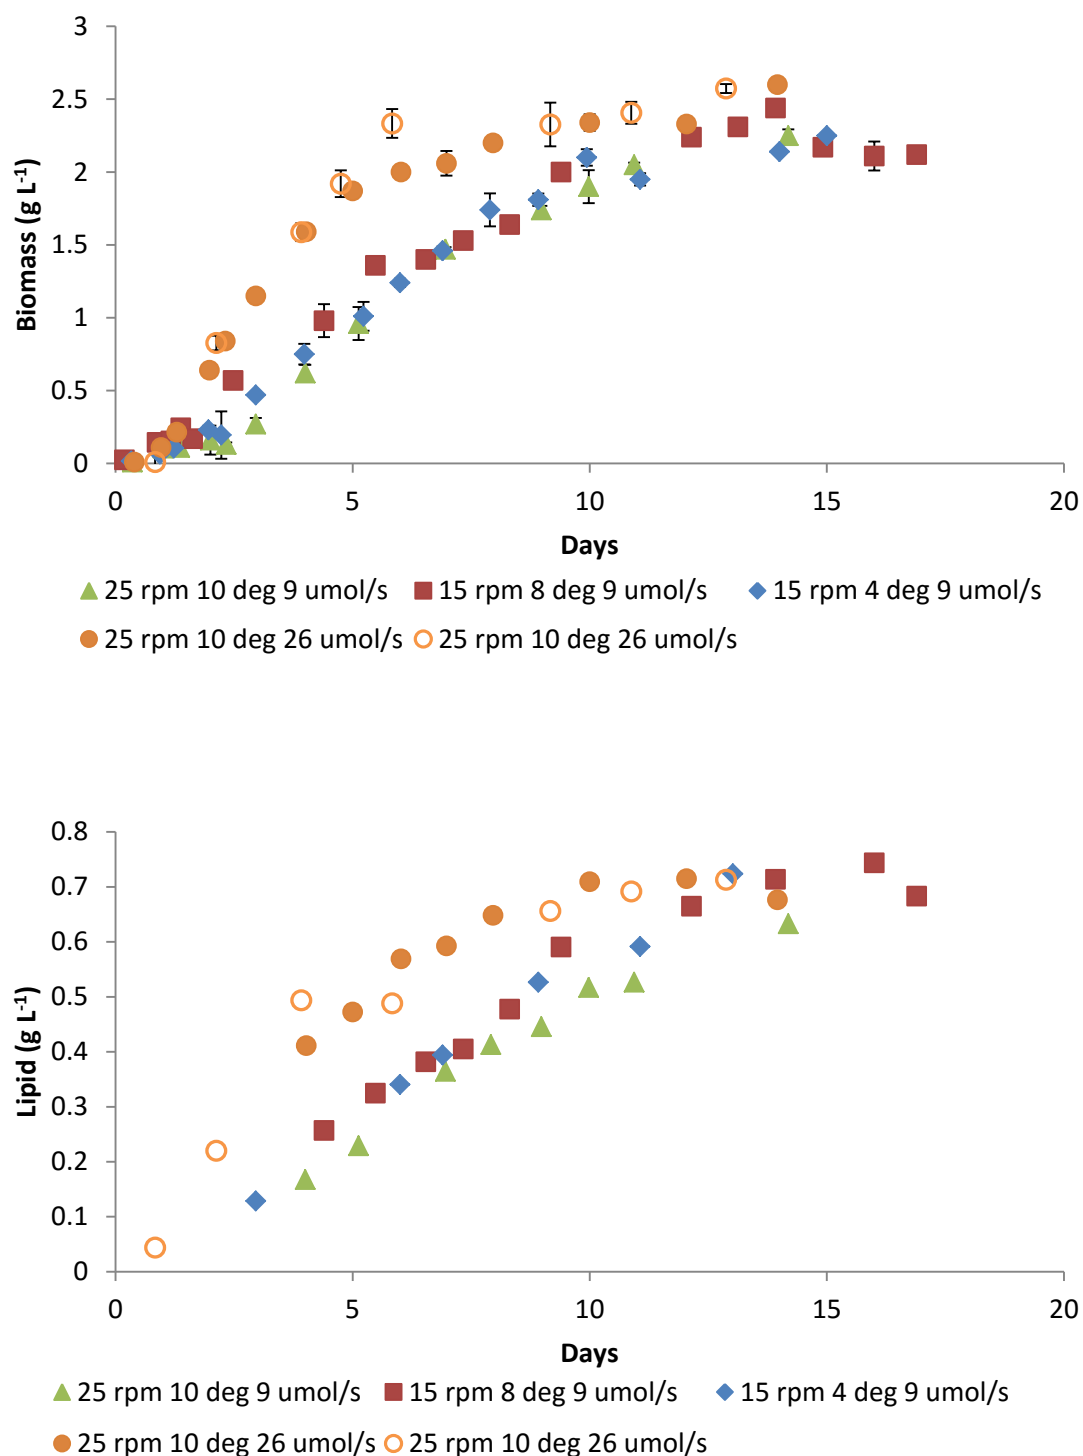 3
2.5
2
1.5
1
0.5
0
Biomass (g L⁻¹)
0 5 10 15 20
Days
25 rpm 10 deg 9 umol/s 15 rpm 8 deg 9 umol/s 15 rpm 4 deg 9 umol/s
25 rpm 10 deg 26 umol/s 25 rpm 10 deg 26 umol/s
0.8
0.7
0.6
0.5
0.4
0.3
0.2
0.1
0
Lipid (g L⁻¹)
0 5 10 15 20
Days
25 rpm 10 deg 9 umol/s 15 rpm 8 deg 9 umol/s 15 rpm 4 deg 9 umol/s
25 rpm 10 deg 26 umol/s 25 rpm 10 deg 26 umol/s